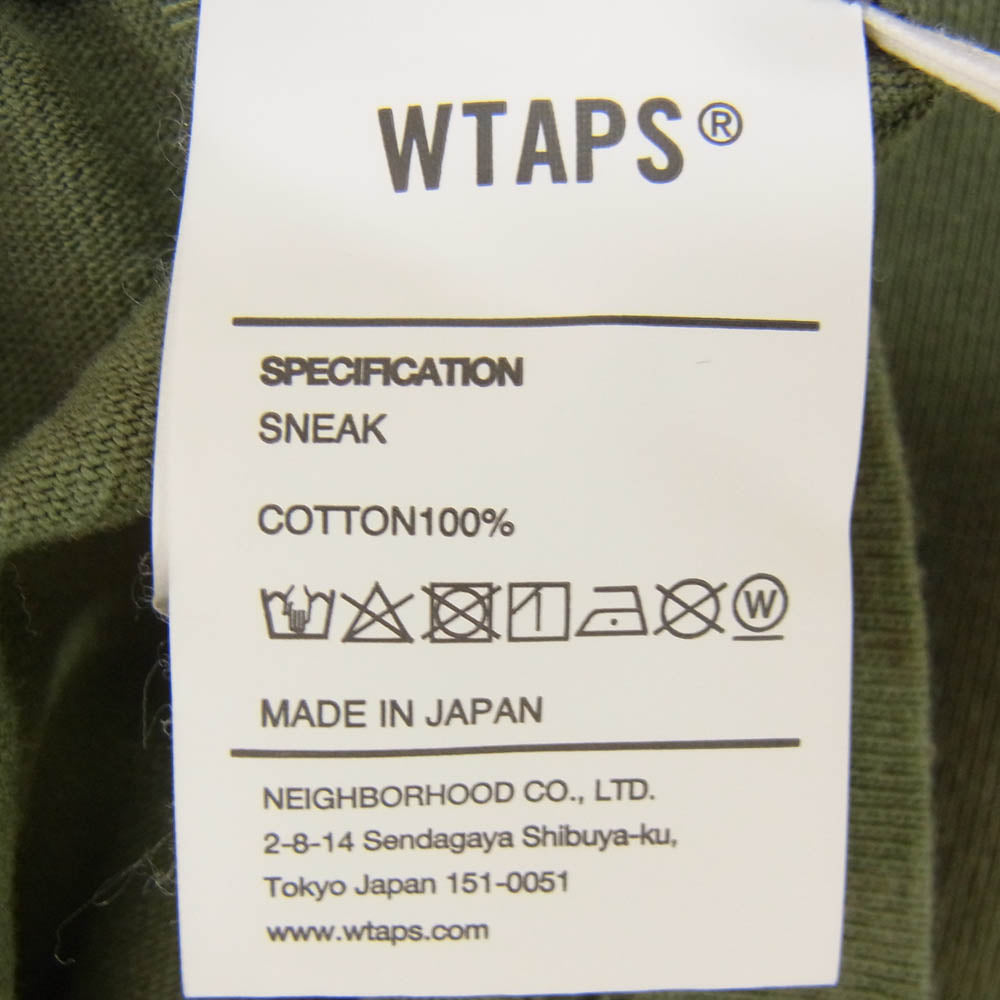 WTAPS®
SPECIFICATION
SNEAK
COTTON100%
W
MADE IN JAPAN
NEIGHBORHOOD CO., LTD.
2-8-14 Sendagaya Shibuya-ku,
Tokyo Japan 151-0051
www.wtaps.com